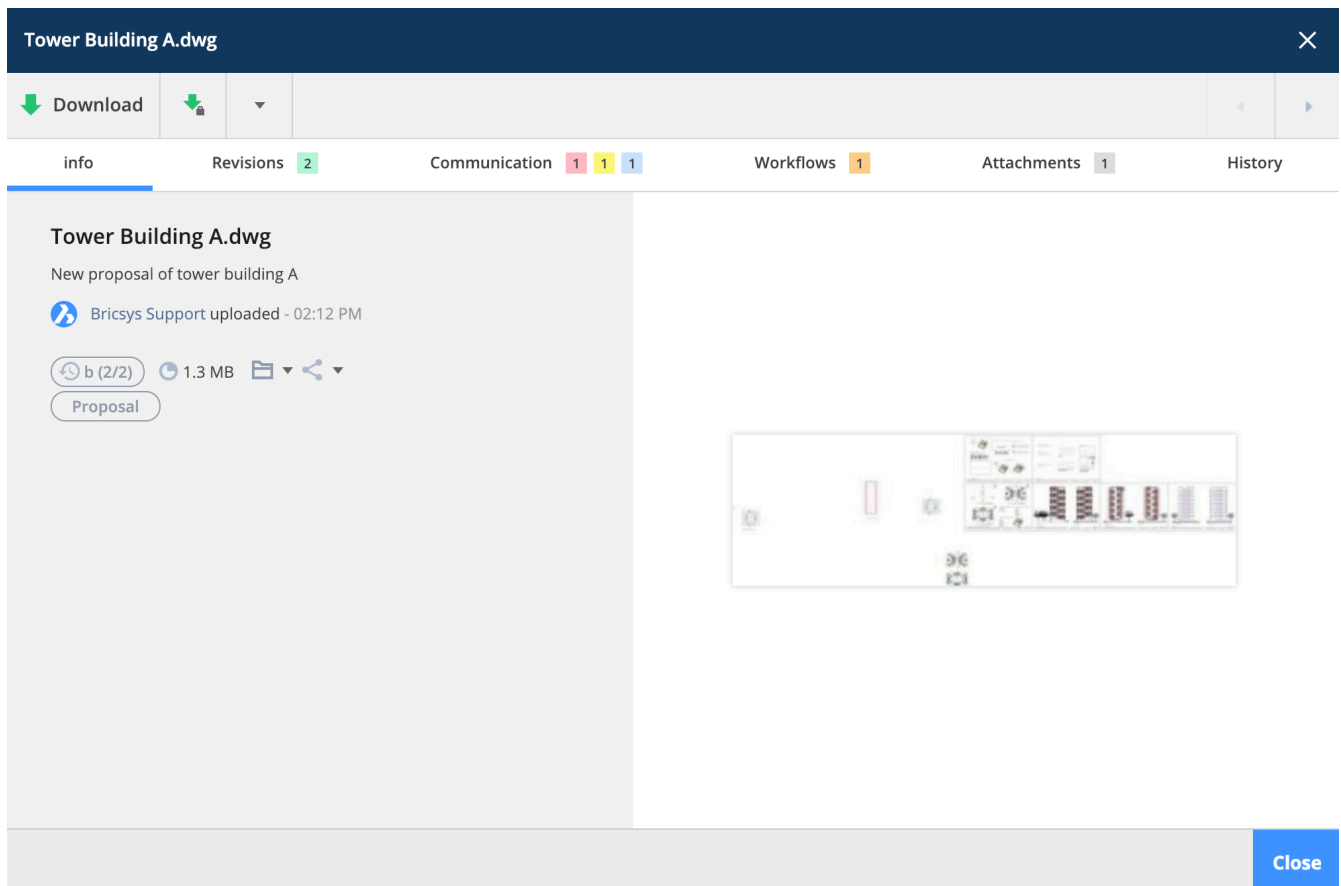 Tower Building A.dwg
Download
info Revisions 2 Communication 1 1 1 Workflows 1 Attachments 1 History
Tower Building A.dwg
New proposal of tower building A
Bricsys Support uploaded - 02:12 PM
b (2/2) 1.3 MB
Proposal
Close